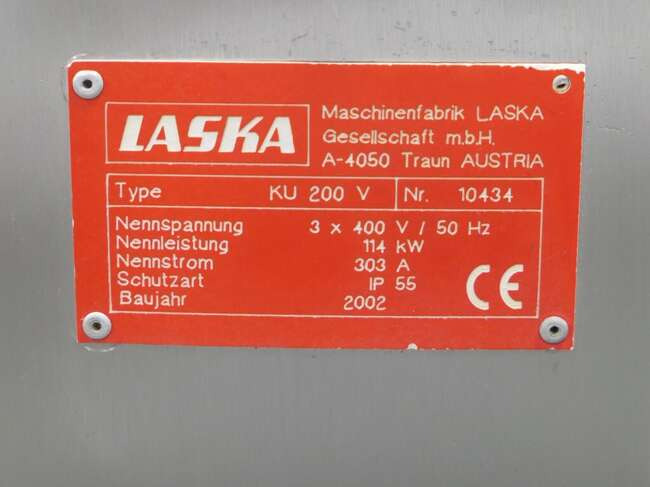 LASKA
Maschinenfabrik LASKA
Gesellschaft m.b.H.
A-4050 Traun AUSTRIA
Type KU 200 V Nr. 10434
Nennspannung 3 x 400 V / 50 Hz
Nennleistung 114 kW
Nennstrom 303 A
Schutzart IP 55
Baujahr 2002
CE